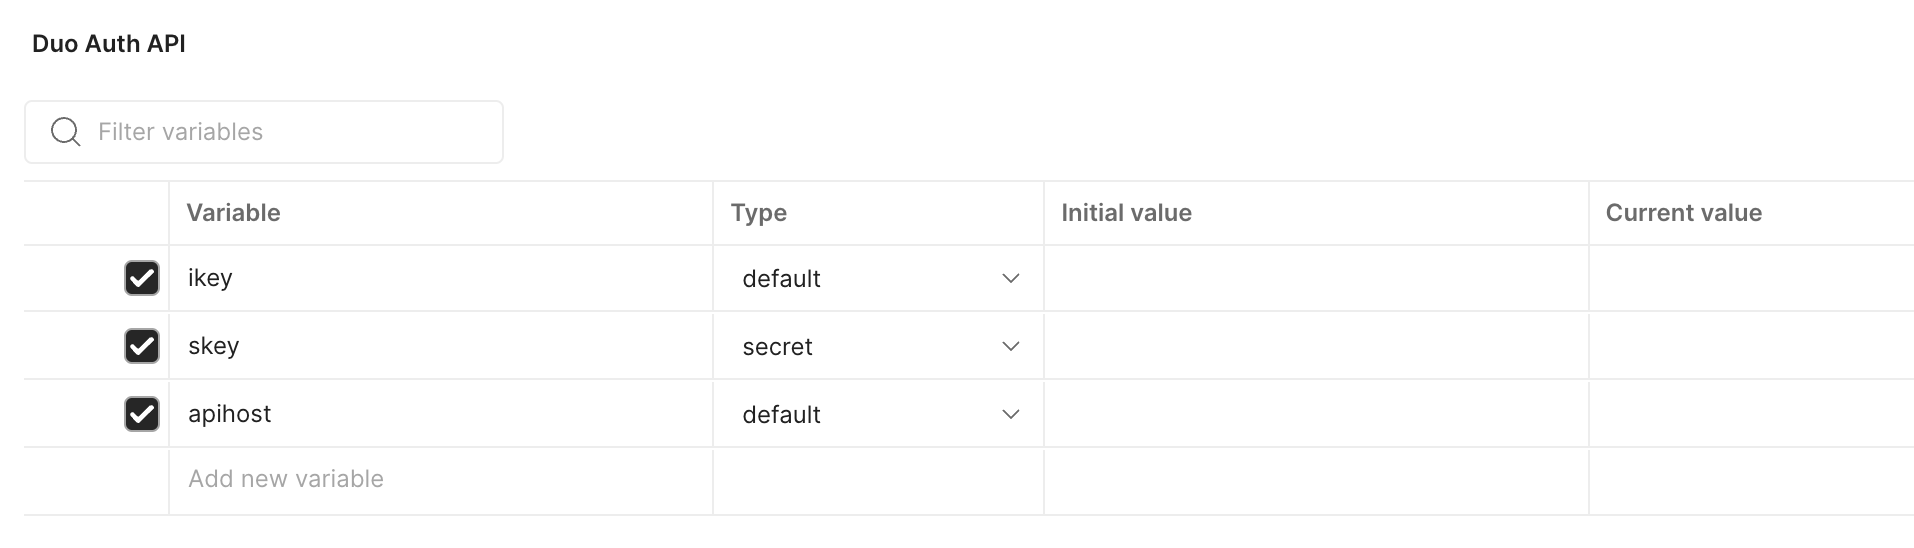 Duo Auth API
Filter variables
Variable Type Initial value Current value
ikey default
skey secret
apihost default
Add new variable